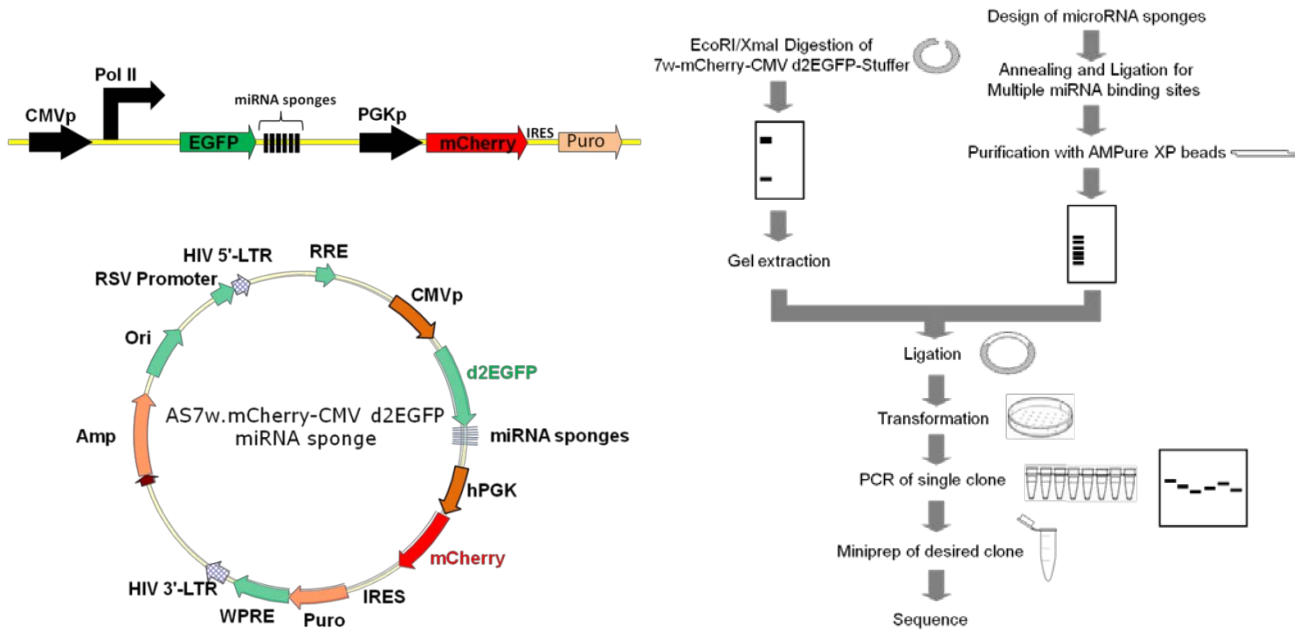 Pol II
CMVp
miRNA sponges
PGKp
EGFP
mCherry
IRES
Puro
HIV 5'-LTR
RRE
RSV Promoter
CMVp
Ori
d2EGFP
AS7w.mCherry-CMV d2EGFP
miRNA sponge
Amp
miRNA sponges
hPGK
mCherry
HIV 3'-LTR
IRES
WPRE
Puro
EcoRI/XmaI Digestion of
7w-mCherry-CMV d2EGFP-Stuffer
Gel extraction
Design of microRNA sponges
Annealing and Ligation for
Multiple miRNA binding sites
Purification with AMPure XP beads
Ligation
Transformation
PCR of single clone
Miniprep of desired clone
Sequence